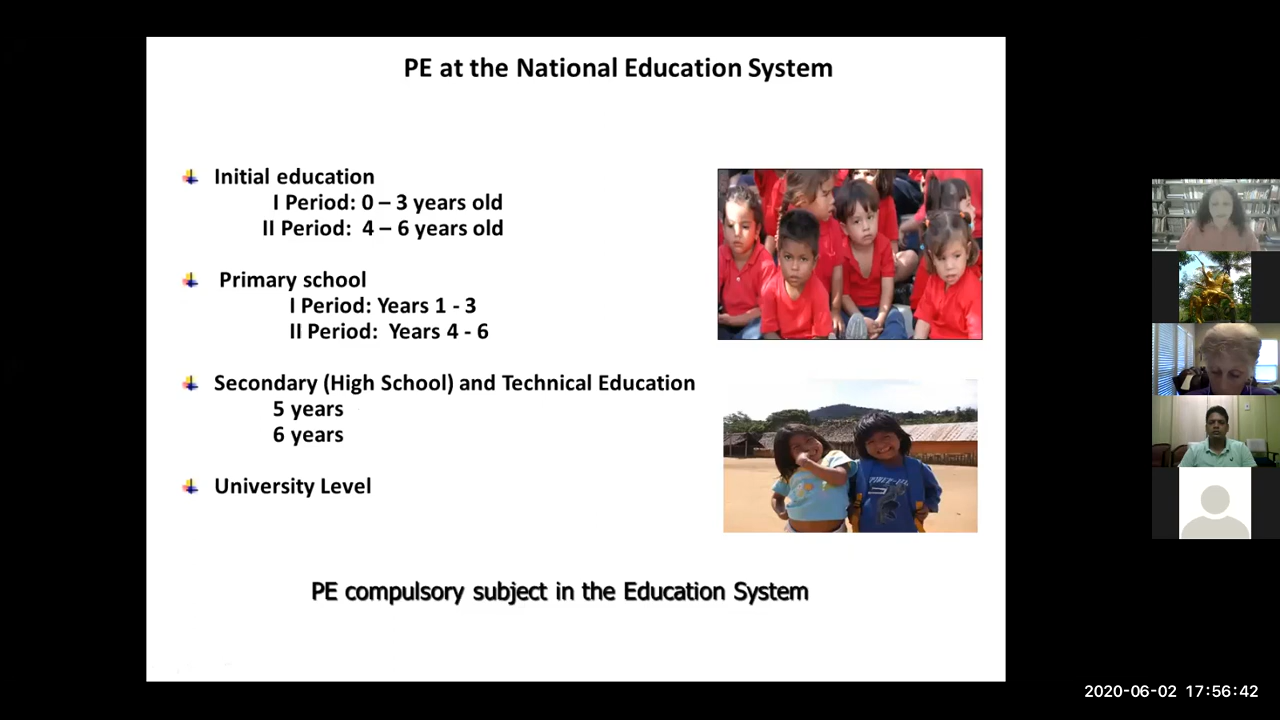 PE at the National Education System
Initial education
I Period: 0 – 3 years old
II Period: 4 – 6 years old
Primary school
I Period: Years 1 - 3
II Period: Years 4 - 6
Secondary (High School) and Technical Education
5 years
6 years
University Level
PE compulsory subject in the Education System
2020-06-02 17:56:42